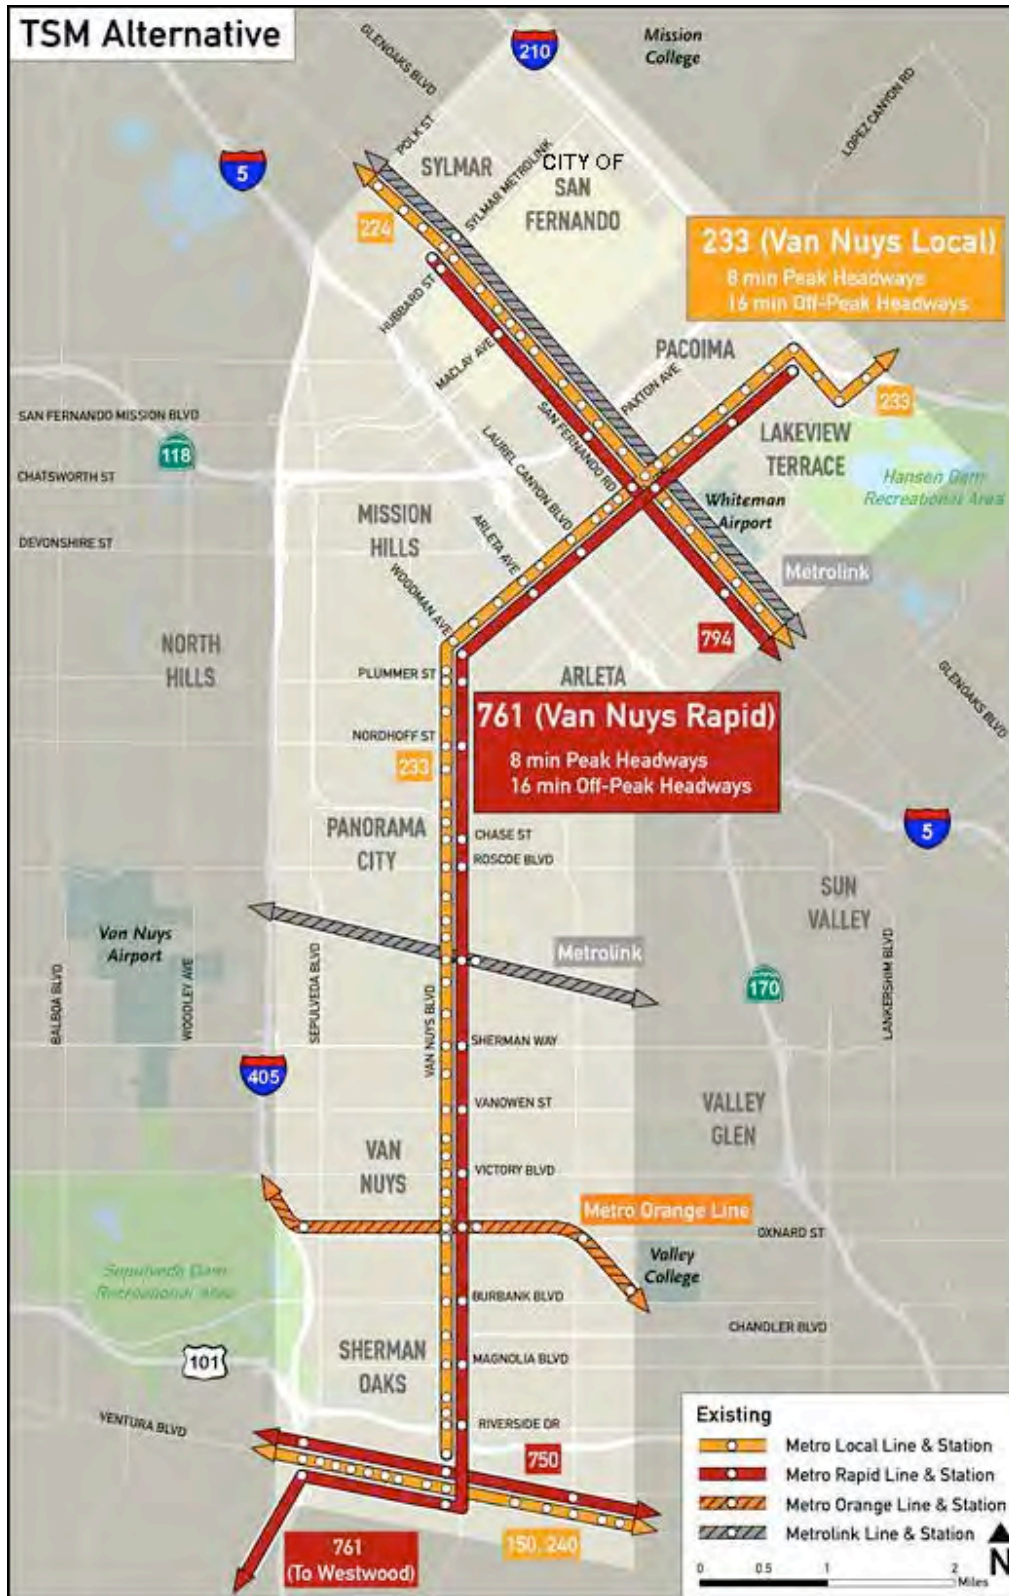 TSM Alternative
GLENOAKS BLVD
210
Mission
College
LOPEZ CANYON RD
POLK ST
5
SYLMAR
SYLMAR METROLINK
CITY OF
SAN
FERNANDO
224
233 (Van Nuys Local)
8 min Peak Headways
16 min Off-Peak Headways
HUBBARD ST
MACLAY AVE
PACOIMA
PAXTON AVE
233
SAN FERNANDO MISSION BLVD
118
SAN FERNANDO RD
LAKEVIEW
TERRACE
CHATSWORTH ST
LAUREL CANYON BLVD
Hansen Dam
Recreational Area
MISSION
HILLS
Whiteman
Airport
DEVONSHIRE ST
ARLETA AVE
Metrolink
WOODMAN AVE
NORTH
HILLS
794
PLUMMER ST
ARLETA
GLENOAKS BLVD
761 (Van Nuys Rapid)
8 min Peak Headways
16 min Off-Peak Headways
NORDHOFF ST
233
PANORAMA
CITY
CHASE ST
ROSCOE BLVD
5
SUN
VALLEY
Van Nuys
Airport
Metrolink
BALBOA BLVD
WOODLEY AVE
SEPULVEDA BLVD
VAN NUYS BLVD
170
LANKERSHIM BLVD
SHERMAN WAY
405
VANOWEN ST
VALLEY
GLEN
VAN
NUYS
VICTORY BLVD
Metro Orange Line
OXNARD ST
Valley
College
Sepulveda Dam
Recreational Area
BURBANK BLVD
CHANDLER BLVD
SHERMAN
OAKS
101
MAGNOLIA BLVD
VENTURA BLVD
RIVERSIDE DR
750
761
(To Westwood)
150, 240
Existing
Metro Local Line & Station
Metro Rapid Line & Station
Metro Orange Line & Station
Metrolink Line & Station
N
0 0.5 1 2
Miles